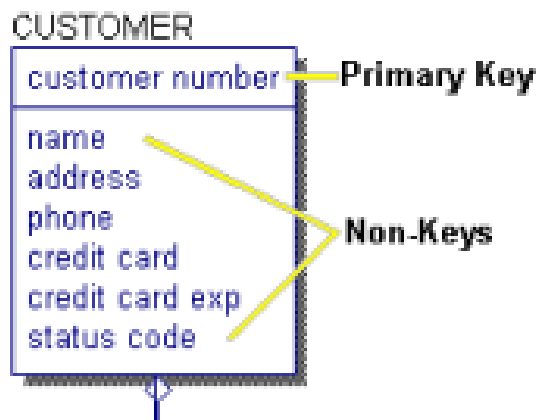 CUSTOMER
customer number
Primary Key
name
address
phone
Non-Keys
credit card
credit card exp
status code